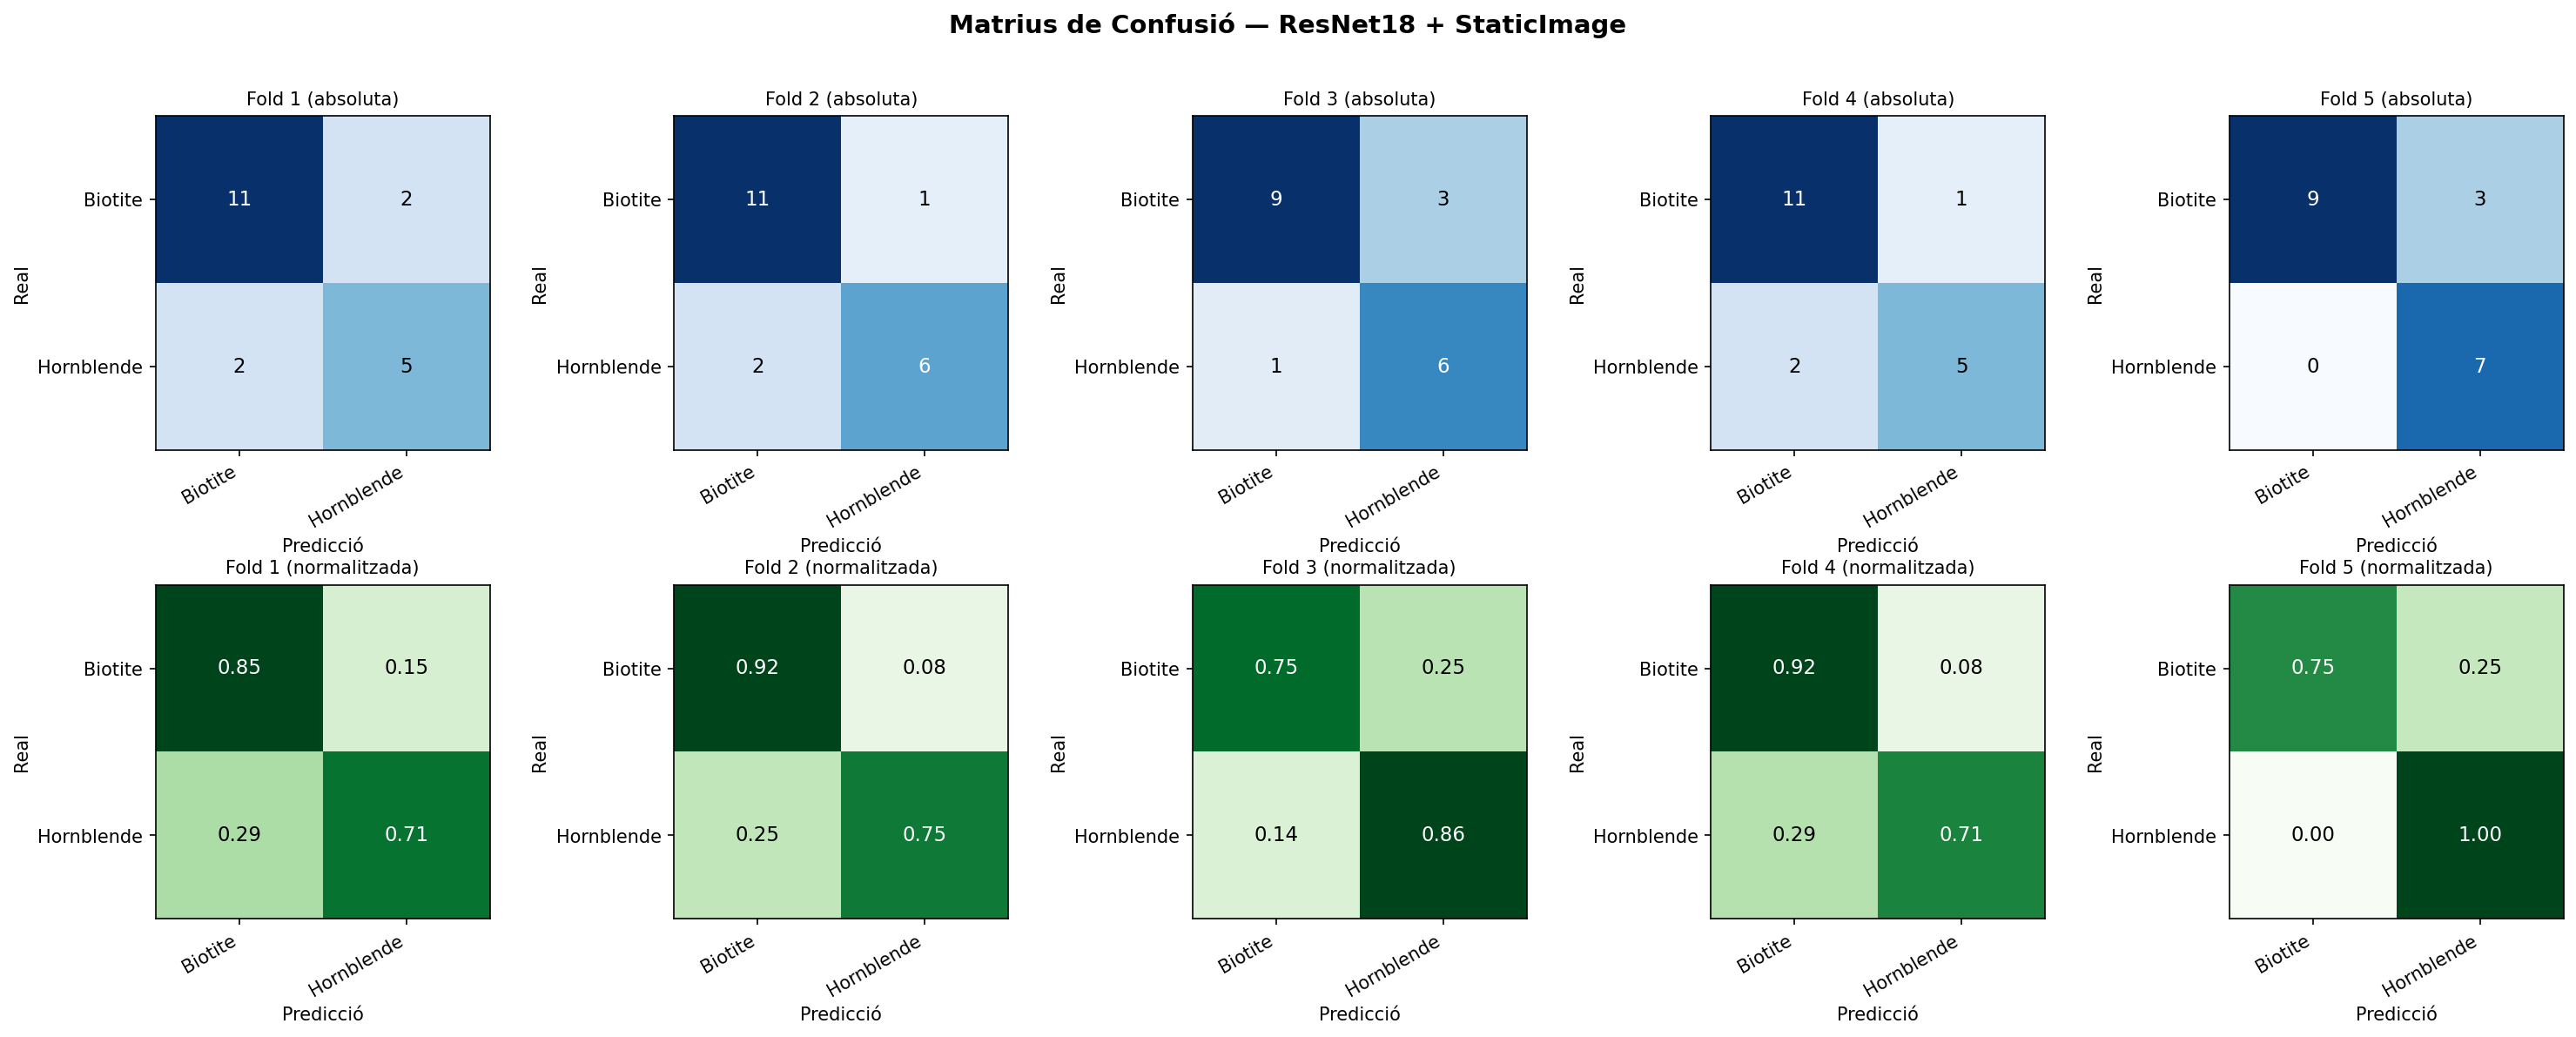 Matrius de Confusió — ResNet18 + StaticImage
Fold 1 (absoluta)
Real
Biotite
11
2
Hornblende
2
5
Biotite
Hornblende
Predicció
Fold 2 (absoluta)
Real
Biotite
11
1
Hornblende
2
6
Biotite
Hornblende
Predicció
Fold 3 (absoluta)
Real
Biotite
9
3
Hornblende
1
6
Biotite
Hornblende
Predicció
Fold 4 (absoluta)
Real
Biotite
11
1
Hornblende
2
5
Biotite
Hornblende
Predicció
Fold 5 (absoluta)
Real
Biotite
9
3
Hornblende
0
7
Biotite
Hornblende
Predicció
Fold 1 (normalitzada)
Real
Biotite
0.85
0.15
Hornblende
0.29
0.71
Biotite
Hornblende
Predicció
Fold 2 (normalitzada)
Real
Biotite
0.92
0.08
Hornblende
0.25
0.75
Biotite
Hornblende
Predicció
Fold 3 (normalitzada)
Real
Biotite
0.75
0.25
Hornblende
0.14
0.86
Biotite
Hornblende
Predicció
Fold 4 (normalitzada)
Real
Biotite
0.92
0.08
Hornblende
0.29
0.71
Biotite
Hornblende
Predicció
Fold 5 (normalitzada)
Real
Biotite
0.75
0.25
Hornblende
0.00
1.00
Biotite
Hornblende
Predicció